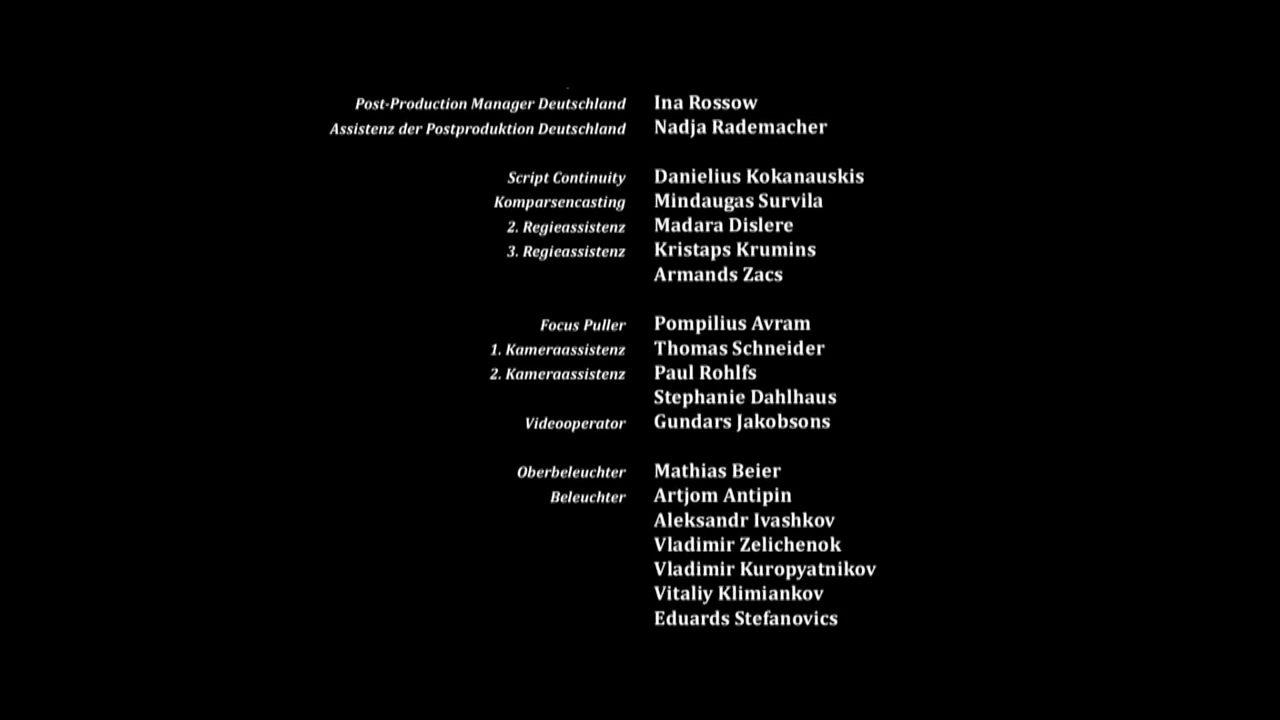 Post-Production Manager Deutschland Ina Rossow
Assistenz der Postproduktion Deutschland Nadja Rademacher
Script Continuity Danielius Kokanauskis
Komparsencasting Mindaugas Survila
2. Regieassistenz Madara Dislere
3. Regieassistenz Kristaps Krumins
Armands Zacs
Focus Puller Pompilius Avram
1. Kameraassistenz Thomas Schneider
2. Kameraassistenz Paul Rohlfs
Stephanie Dahlhaus
Videooperator Gundars Jakobsons
Oberbeleuchter Mathias Beier
Beleuchter Artjom Antipin
Aleksandr Ivashkov
Vladimir Zelichenok
Vladimir Kuropyatnikov
Vitaliy Klimiankov
Eduards Stefanovics